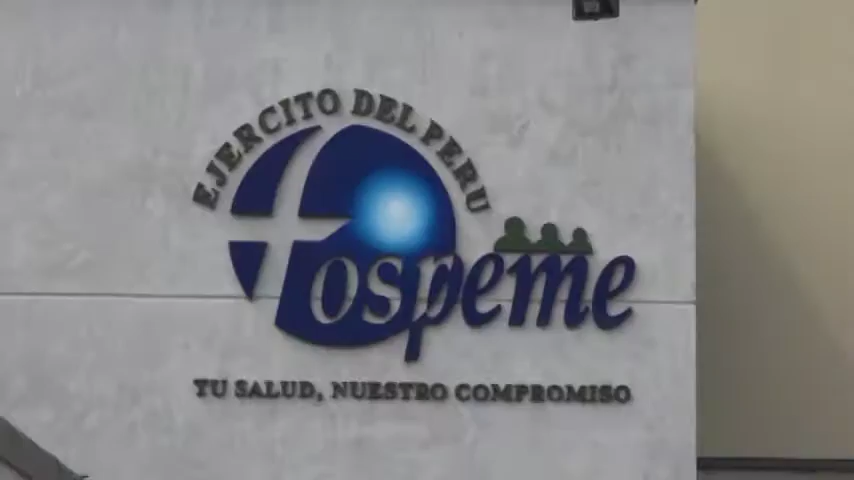 EJERCITO DEL PERU
fospeme
TU SALUD, NUESTRO COMPROMISO